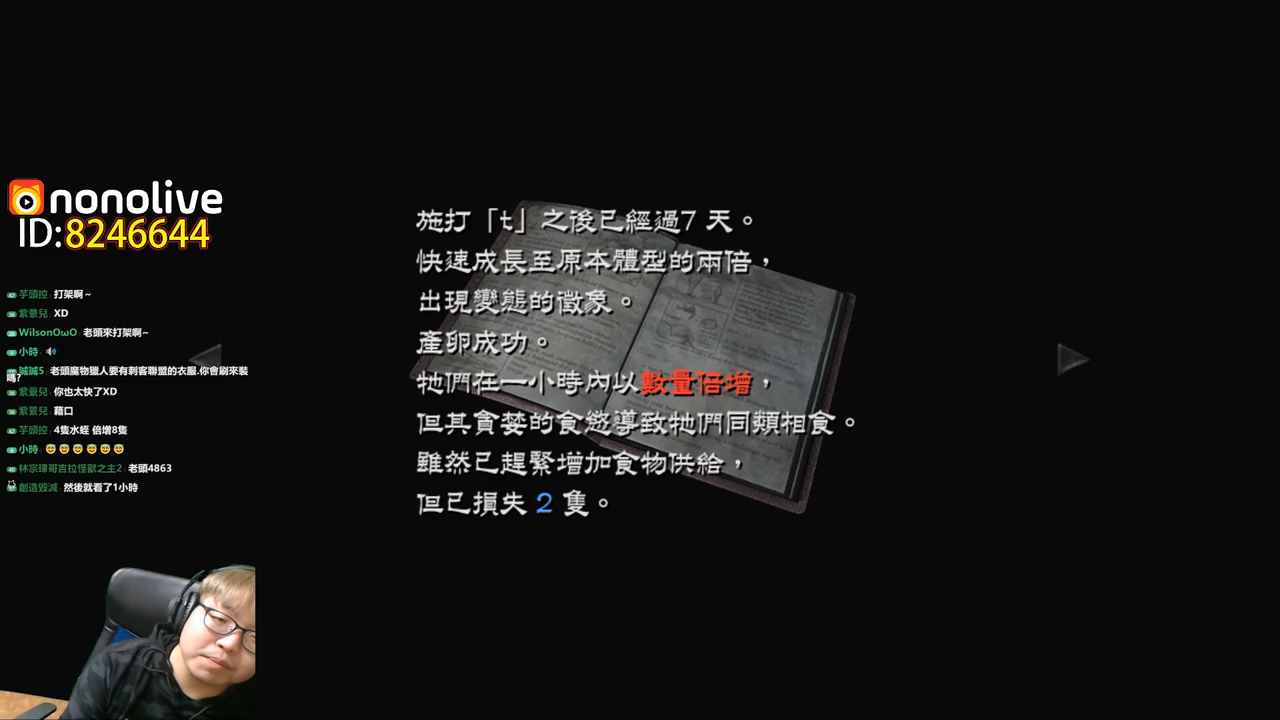 nonolive
ID:8246644
芋頭控: 打架啊~
紫景兒: XD
WilsonOωO: 老頭來打架啊~
小時:
誠誠5: 老頭魔物獵人要有刺客聯盟的衣服.你會刷來裝
嗎?
紫景兒: 你也太快了XD
紫景兒: 藉口
芋頭控: 4隻水蛭 倍增8隻
小時:
林宗瑋哥吉拉怪獸之主2: 老頭4863
創造毀滅: 然後就看了1小時
施打「t」之後已經過7 天。
快速成長至原本體型的兩倍，
出現變態的徵象。
產卵成功。
牠們在一小時內以數量倍增，
但其貪婪的食慾導致牠們同類相食。
雖然已趕緊增加食物供給，
但已損失 2 隻。